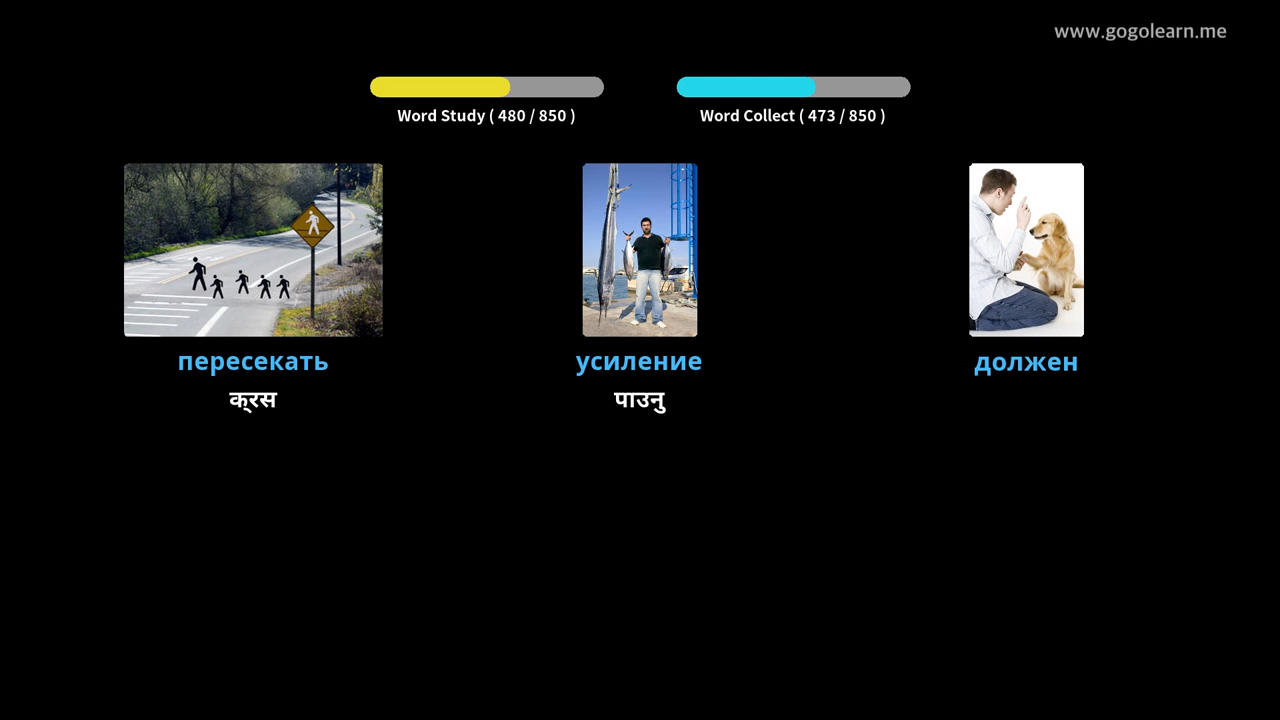 www.gogolearn.me
Word Study ( 480 / 850 )
Word Collect ( 473 / 850 )
пересекать
усиление
должен
क्रस
पाउनु